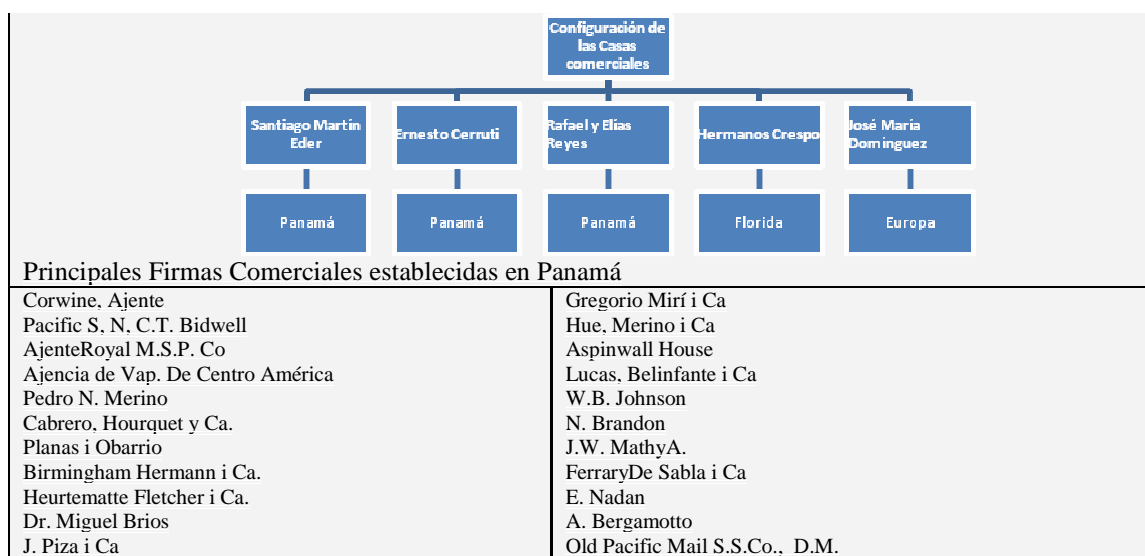 Configuración de
las Casas
comerciales
Santiago Martin
Eder
Ernesto Cerruti
Rafael y Elias
Reyes
Hermanos Crespo
José María
Dominguez
Panamá
Panamá
Panamá
Florida
Europa
Principales Firmas Comerciales establecidas en Panamá
Corwine, Ajente
Pacific S, N, C.T. Bidwell
AjenteRoyal M.S.P. Co
Ajencia de Vap. De Centro América
Pedro N. Merino
Cabrero, Hourquet y Ca.
Planas i Obarrio
Birmingham Hermann i Ca.
Heurtematte Fletcher i Ca.
Dr. Miguel Brios
J. Piza i Ca
Gregorio Mirí i Ca
Hue, Merino i Ca
Aspinwall House
Lucas, Belinfante i Ca
W.B. Johnson
N. Brandon
J.W. MathyA.
FerraryDe Sabla i Ca
E. Nadan
A. Bergamotto
Old Pacific Mail S.S.Co., D.M.